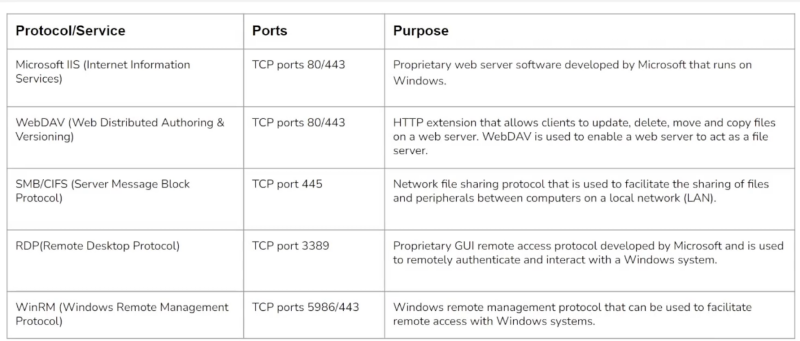 Protocol/Service Ports Purpose
Microsoft IIS (Internet Information TCP ports 80/443 Proprietary web server software developed by Microsoft that runs on
Services) Windows.
WebDAV (Web Distributed Authoring & TCP ports 80/443 HTTP extension that allows clients to update, delete, move and copy files
Versioning) on a web server. WebDAV is used to enable a web server to act as a file
server.
SMB/CIFS (Server Message Block TCP port 445 Network file sharing protocol that is used to facilitate the sharing of files
Protocol) and peripherals between computers on a local network (LAN).
RDP(Remote Desktop Protocol) TCP port 3389 Proprietary GUI remote access protocol developed by Microsoft and is used
to remotely authenticate and interact with a Windows system.
WinRM (Windows Remote Management TCP ports 5986/443 Windows remote management protocol that can be used to facilitate
Protocol) remote access with Windows systems.